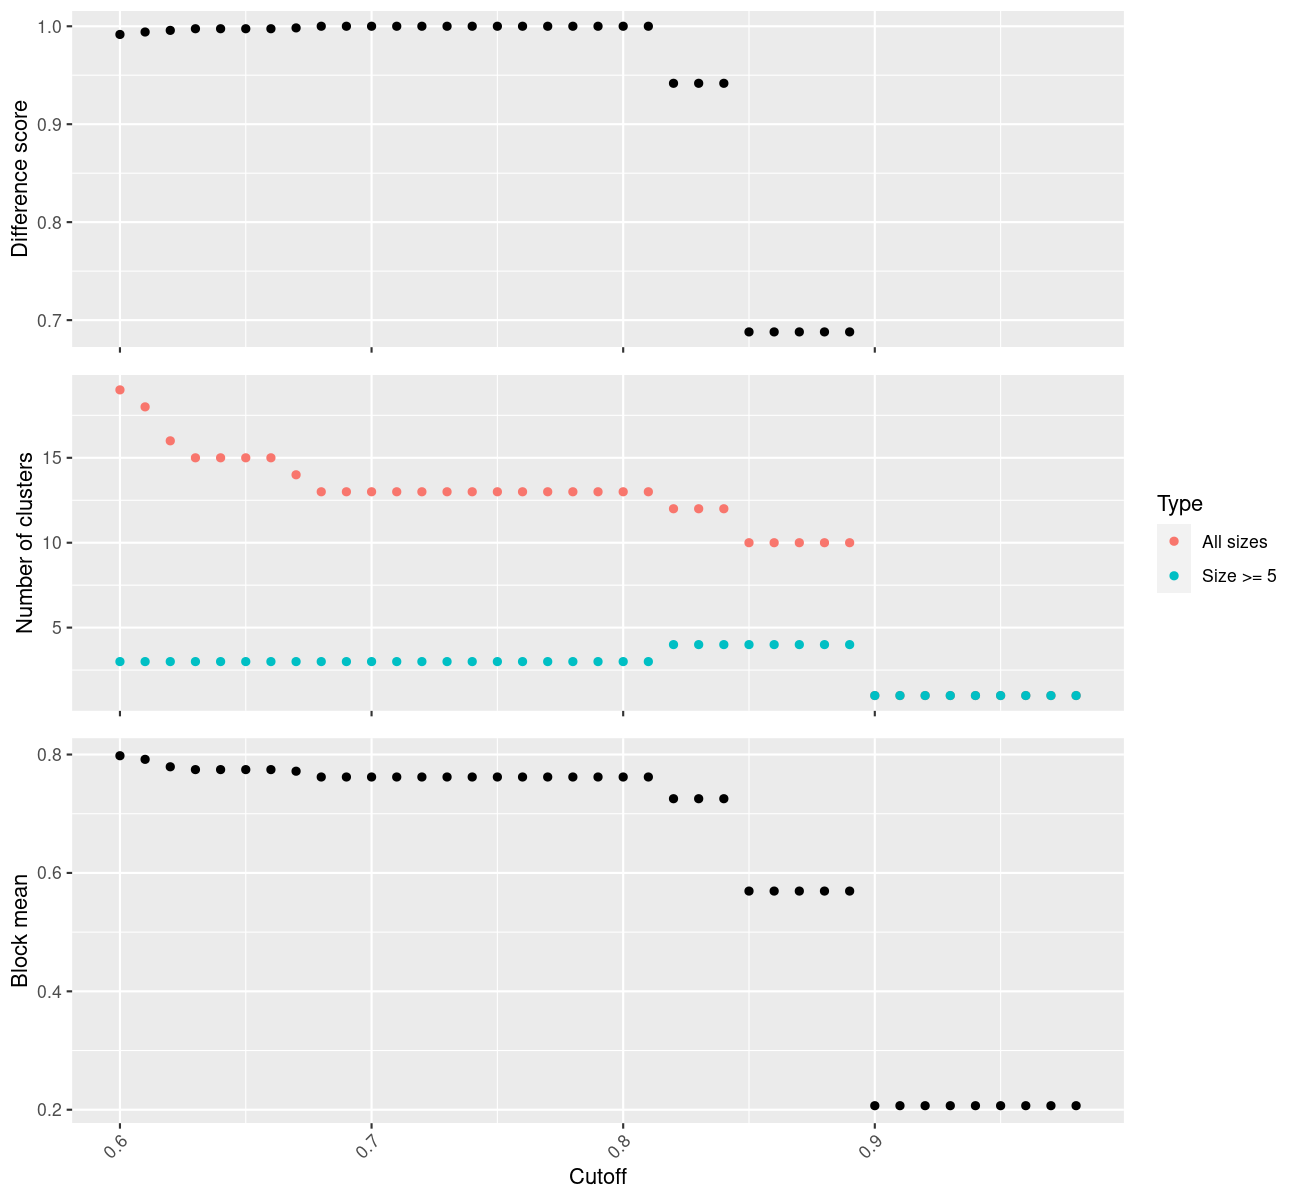 Difference score
1.0
0.9
0.8
0.7
Number of clusters
15
10
5
Type
All sizes
Size >= 5
Block mean
0.8
0.6
0.4
0.2
0.6
0.7
0.8
0.9
Cutoff